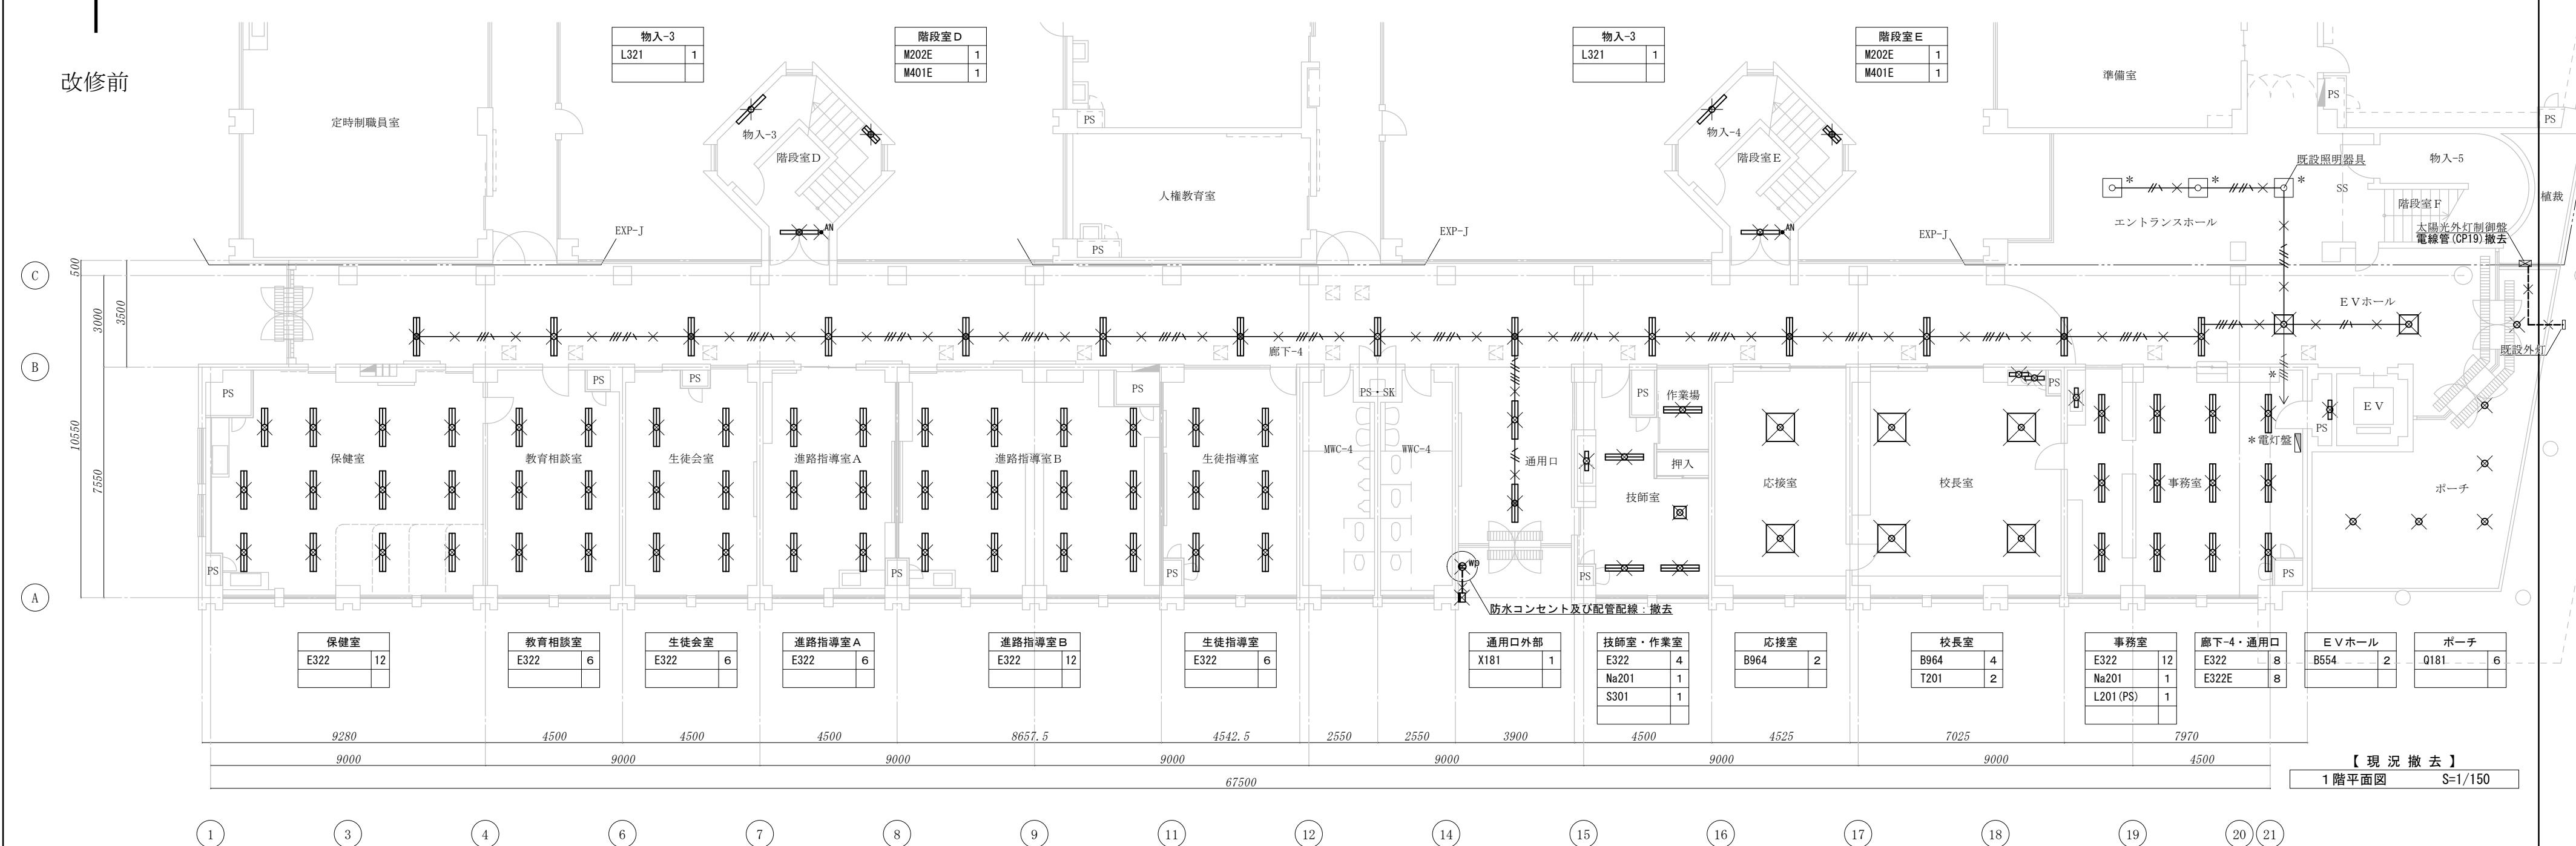 改修前
物入-3
L321 1
階段室D
M202E 1
M401E 1
物入-3
L321 1
階段室E
M202E 1
M401E 1
定時制職員室
物入-3
階段室D
AN
PS
人権教育室
PS
物入-4
階段室E
AN
準備室
PS
PS
既設照明器具
物入-5
* * *
SS
エントランスホール
階段室F
植裁
太陽光外灯制御盤
電線管(CP19)撤去
EXP-J
EXP-J
EXP-J
EVホール
既設外灯
廊下-4
C
B
A
500
3000
3500
10550
7550
PS
保健室
PS
PS
教育相談室
PS
生徒会室
進路指導室A
PS
進路指導室B
PS
生徒指導室
PS
PS・SK
MWC-4
WWC-4
通用口
PS
作業場
押入
技師室
PS
応接室
校長室
PS
事務室
*
*電灯盤
PS
PS
EV
ポーチ
WP
防水コンセント及び配管配線：撤去
保健室
E322 12
教育相談室
E322 6
生徒会室
E322 6
進路指導室A
E322 6
進路指導室B
E322 12
生徒指導室
E322 6
通用口外部
X181 1
技師室・作業室
E322 4
Na201 1
S301 1
応接室
B964 2
校長室
B964 4
T201 2
事務室
E322 12
Na201 1
L201(PS) 1
廊下-4・通用口
E322 8
E322E 8
EVホール
B554 2
ポーチ
Q181 6
9280 4500 4500 4500 8657.5 4542.5 2550 2550 3900 4500 4525 7025 7970
9000 9000 9000 9000 9000 9000 9000 4500
67500
【現況撤去】
1階平面図 S=1/150
1 3 4 6 7 8 9 11 12 14 15 16 17 18 19 20 21